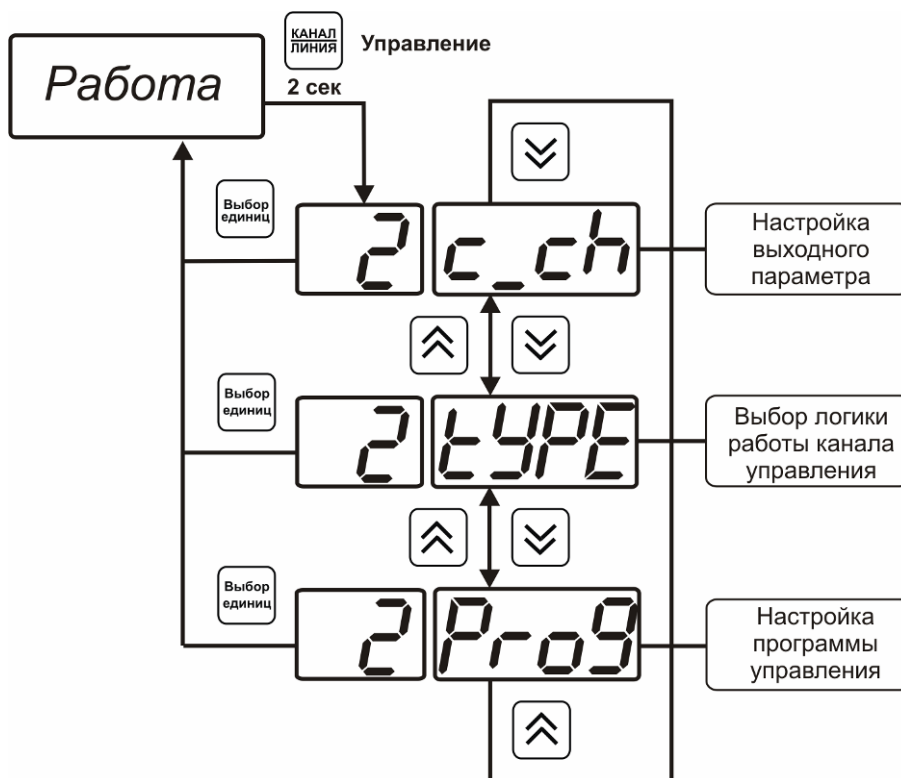 КАНАЛ
ЛИНИЯ
Управление
Работа
2 сек
Выбор
единиц
2
c_ch
Настройка
выходного
параметра
Выбор
единиц
2
tYPE
Выбор логики
работы канала
управления
Выбор
единиц
2
Prog
Настройка
программы
управления